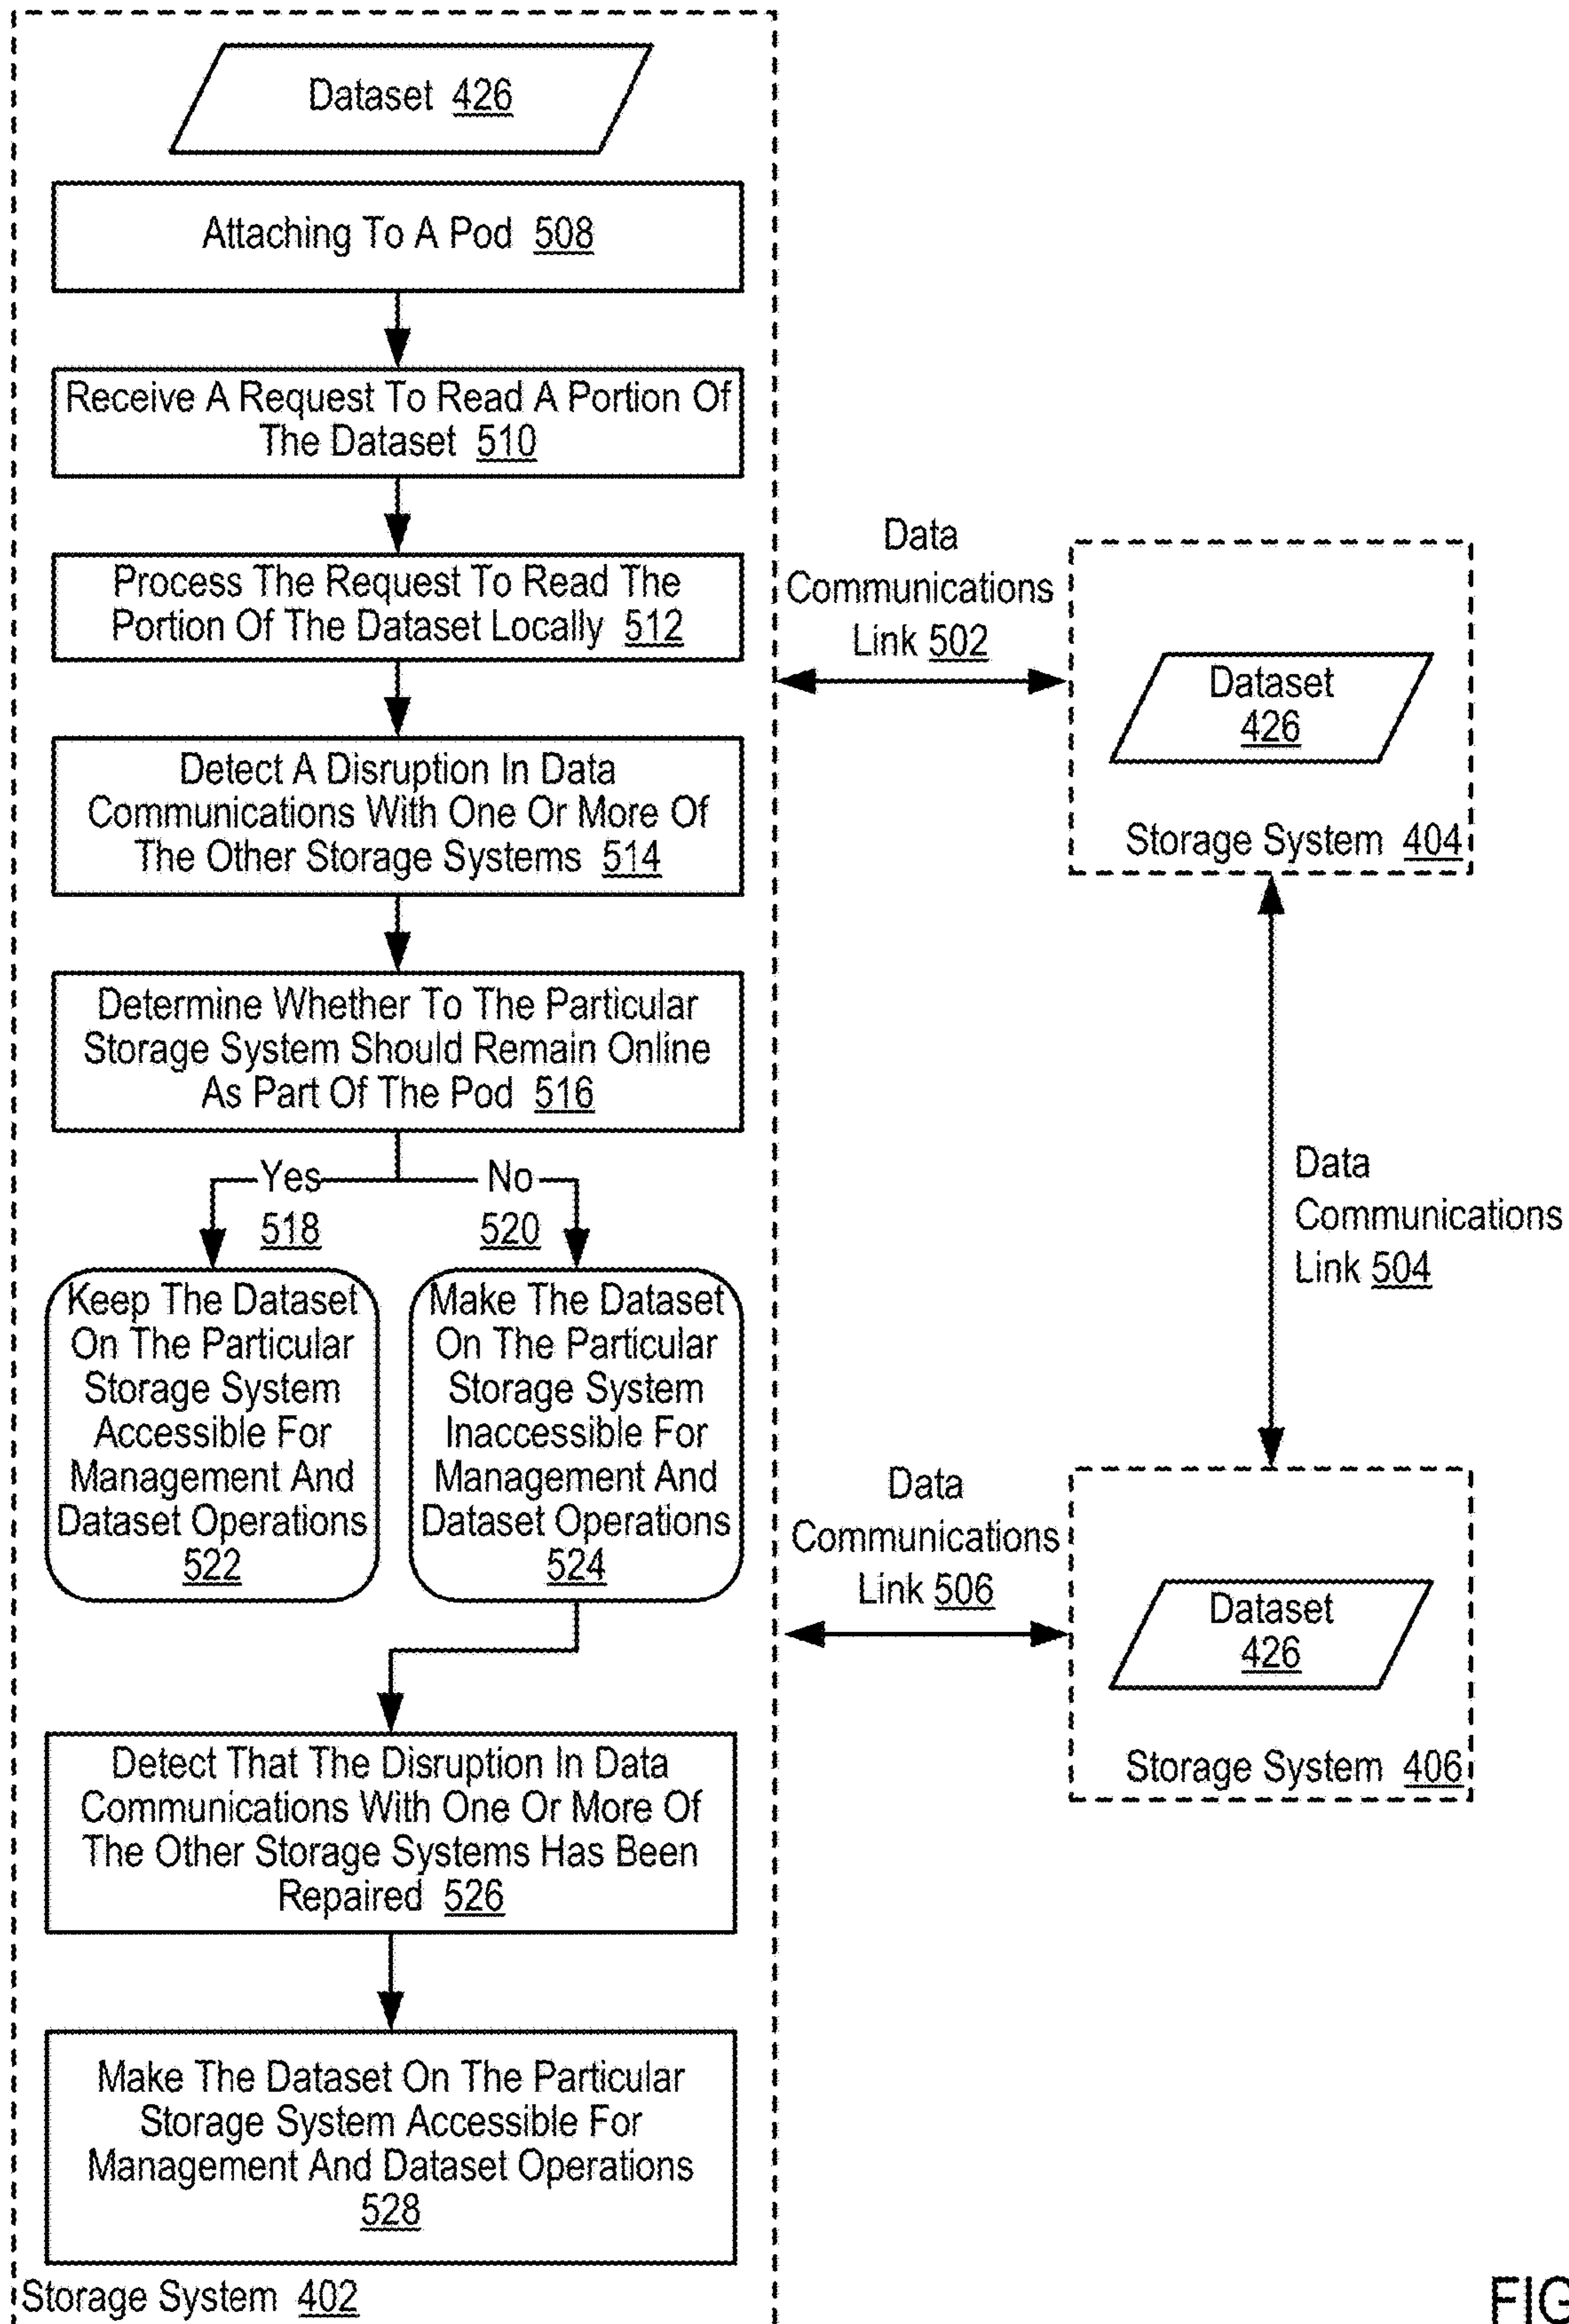 Dataset 426
Attaching To A Pod 508
Receive A Request To Read A Portion Of
The Dataset 510
Process The Request To Read The
Portion Of The Dataset Locally 512
Detect A Disruption In Data
Communications With One Or More Of
The Other Storage Systems 514
Determine Whether To The Particular
Storage System Should Remain Online
As Part Of The Pod 516
Yes
518
No
520
Keep The Dataset
On The Particular
Storage System
Accessible For
Management And
Dataset Operations
522
Make The Dataset
On The Particular
Storage System
Inaccessible For
Management And
Dataset Operations
524
Detect That The Disruption In Data
Communications With One Or More Of
The Other Storage Systems Has Been
Repaired 526
Make The Dataset On The Particular
Storage System Accessible For
Management And Dataset Operations
528
Storage System 402
Data
Communications
Link 502
Dataset
426
Storage System 404
Data
Communications
Link 504
Data
Communications
Link 506
Dataset
426
Storage System 406
FIG